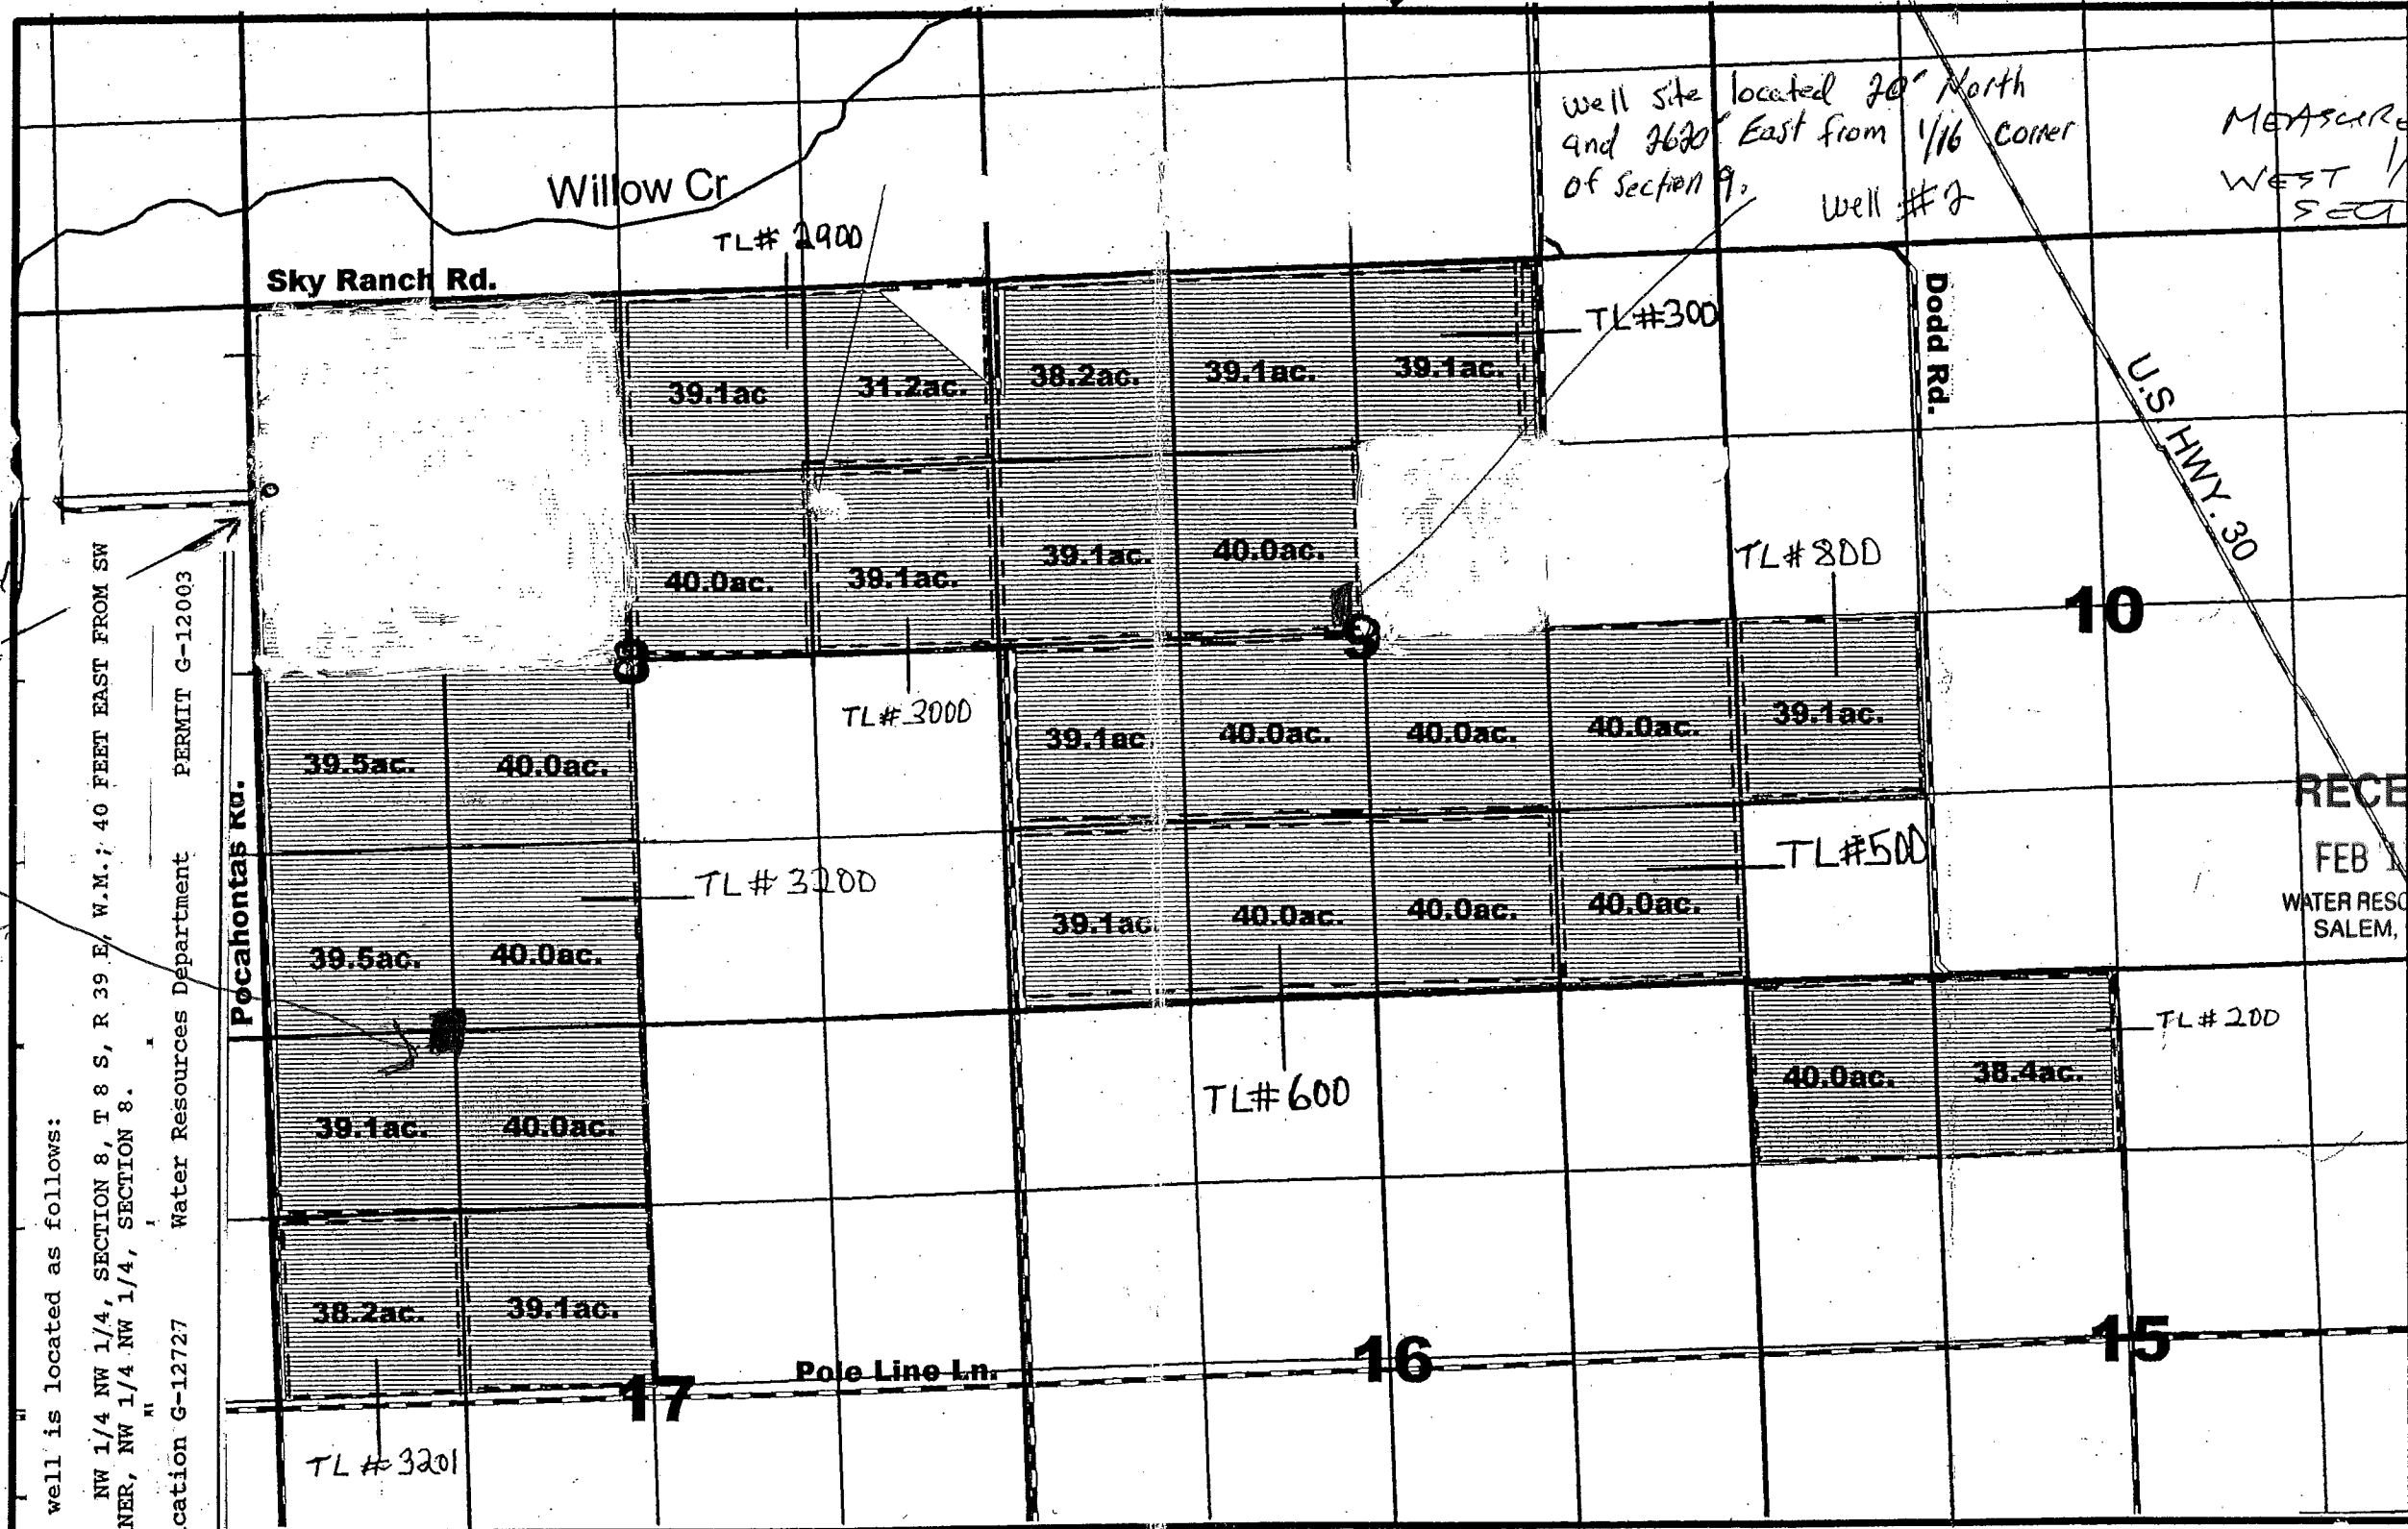 well site located 20' North
and 2620' East from 1/16 corner
of Section 9.
well #2
MEASURE
WEST 1/
SECT
Willow Cr
TL# 2900
Sky Ranch Rd.
TL#300
Dodd Rd.
U.S HWY. 30
39.1ac
31.2ac.
38.2ac.
39.1ac.
39.1ac.
40.0ac.
39.1ac.
39.1ac.
40.0ac.
TL#800
8
9
10
TL# 3000
39.5ac.
40.0ac.
39.1ac
40.0ac.
40.0ac.
40.0ac.
39.1ac.
RECE
FEB 1
WATER RESO
SALEM,
Pocahontas Rd.
TL# 3200
TL#500
39.5ac.
40.0ac.
39.1ac
40.0ac.
40.0ac.
40.0ac.
TL# 200
39.1ac.
40.0ac.
TL# 600
40.0ac.
38.4ac.
38.2ac.
39.1ac.
17
Pole Line Ln.
16
15
TL # 3201
well is located as follows:
NW 1/4 NW 1/4, SECTION 8, T 8 S, R 39 E, W.M.; 40 FEET EAST FROM SW
NER, NW 1/4 NW 1/4, SECTION 8.
cation G-12727 Water Resources Department PERMIT G-12003